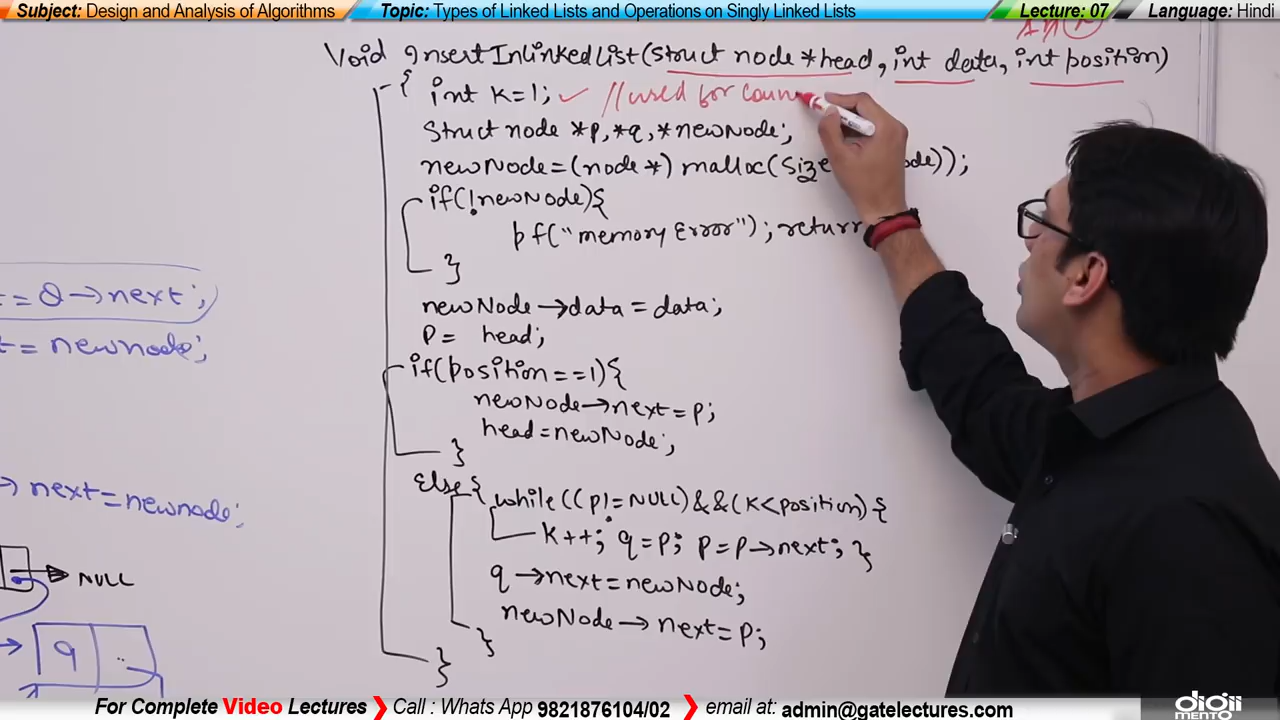 Subject: Design and Analysis of Algorithms
Topic: Types of Linked Lists and Operations on Singly Linked Lists
Lecture: 07
Language: Hindi
Void InsertInLinkedList(struct node *head, int data, int position)
{ int K=1; ✓ //used for coun
Struct node *p, *q, *newNode;
newNode=(node*) malloc(Size ode));
if(!newNode){
pf("memory Error"); return
}
newNode→data = data;
P = head;
if(position==1){
newNode→next=p;
head=newNode;
}
Else{ while((p!=NULL)&&(K<position){
K++; q=p; P=P→next; }
q→next=newNode;
newNode→next=p;
}
}
=Q→next;
= newnode;
→ next=newnode;
NULL
9
For Complete Video Lectures
Call : Whats App 9821876104/02
email at: admin@gatelectures.com
digii
MENTOR